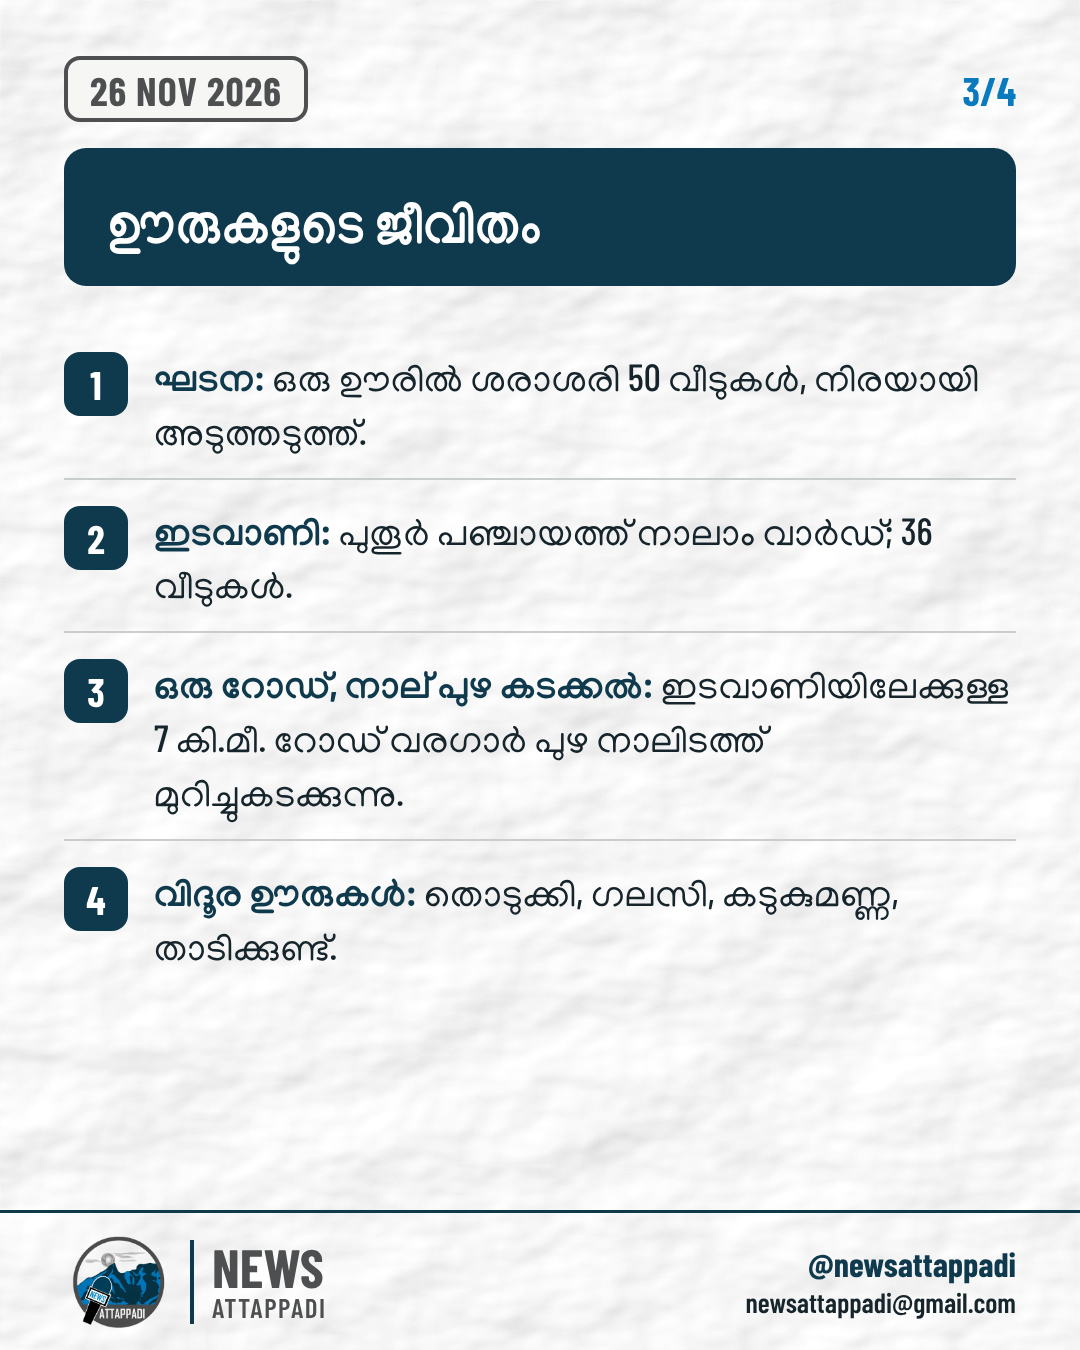 26 NOV 2026
3/4
ഊരുകളുടെ ജീവിതം
1
ഘടന: ഒരു ഊരിൽ ശരാശരി 50 വീടുകൾ, നിരയായി
അടുത്തടുത്ത്.
2
ഇടവാണി: പുതൂർ പഞ്ചായത്ത് നാലാം വാർഡ്; 36
വീടുകൾ.
3
ഒരു റോഡ്, നാല് പുഴ കടക്കൽ: ഇടവാണിയിലേക്കുള്ള
7 കി.മീ. റോഡ് വരഗാർ പുഴ നാലിടത്ത്
മുറിച്ചുകടക്കുന്നു.
4
വിദൂര ഊരുകൾ: തൊടുക്കി, ഗലസി, കടുകുമണ്ണ,
താടിക്കുണ്ട്.
NEWS
ATTAPPADI
NEWS
ATTAPPADI
@newsattappadi
newsattappadi@gmail.com